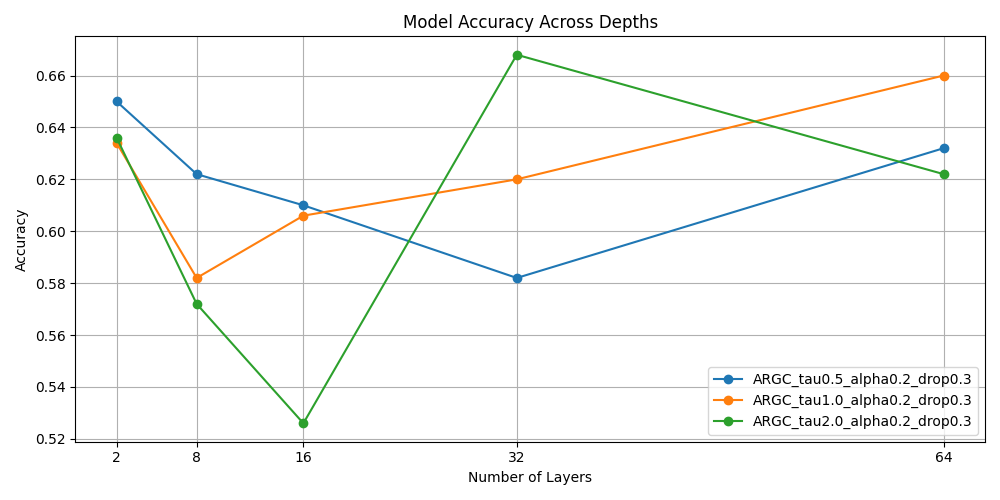 Model Accuracy Across Depths
Accuracy
0.66
0.64
0.62
0.60
0.58
0.56
0.54
0.52
2 8 16 32 64
Number of Layers
ARGC_tau0.5_alpha0.2_drop0.3
ARGC_tau1.0_alpha0.2_drop0.3
ARGC_tau2.0_alpha0.2_drop0.3